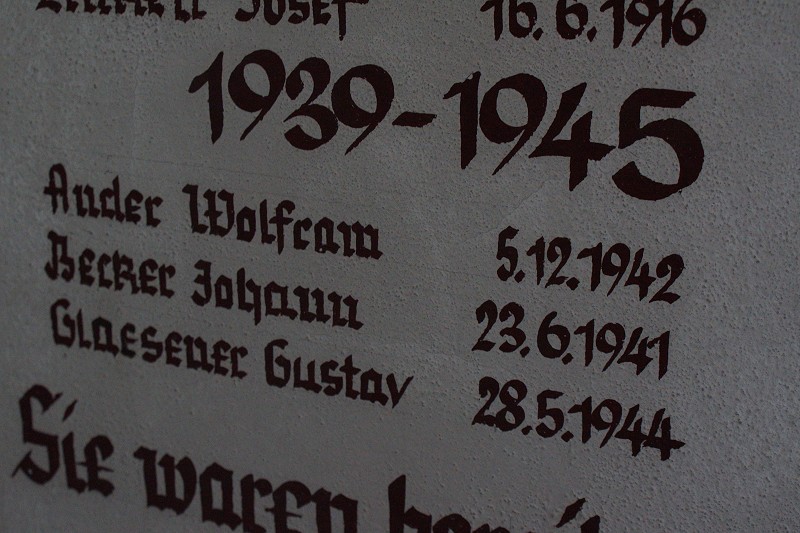 Josef 16.6.1916
1939-1945
Ander Wolfram 5.12.1942
Becker Johann 23.6.1941
Glaesener Gustav 28.5.1944
Sie waren